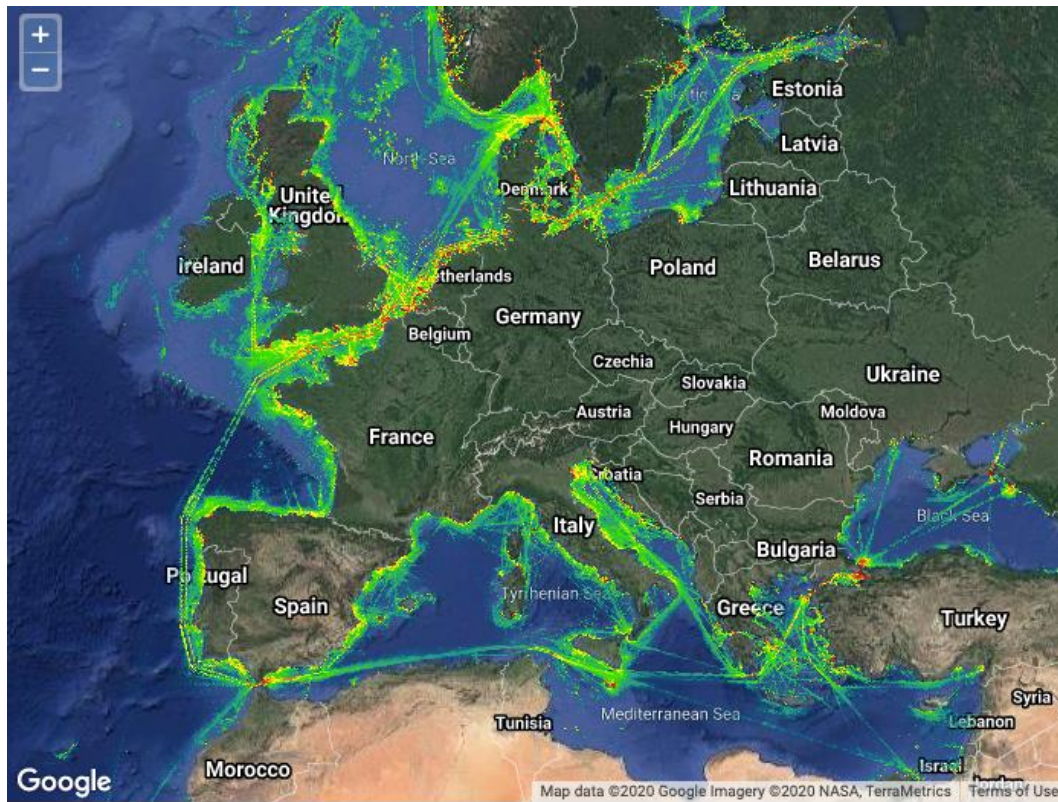 +
−
Estonia
Latvia
North Sea
Lithuania
Denmark
United
Kingdom
Ireland
Netherlands
Poland
Belarus
Germany
Belgium
Czechia
Slovakia
Ukraine
Austria
Moldova
Hungary
France
Romania
Croatia
Serbia
Italy
Black Sea
Bulgaria
Portugal
Spain
Tyrrhenian Sea
Greece
Turkey
Syria
Tunisia
Mediterranean Sea
Lebanon
Israel
Morocco
Jordan
Google
Map data ©2020 Google Imagery ©2020 NASA, TerraMetrics
Terms of Use